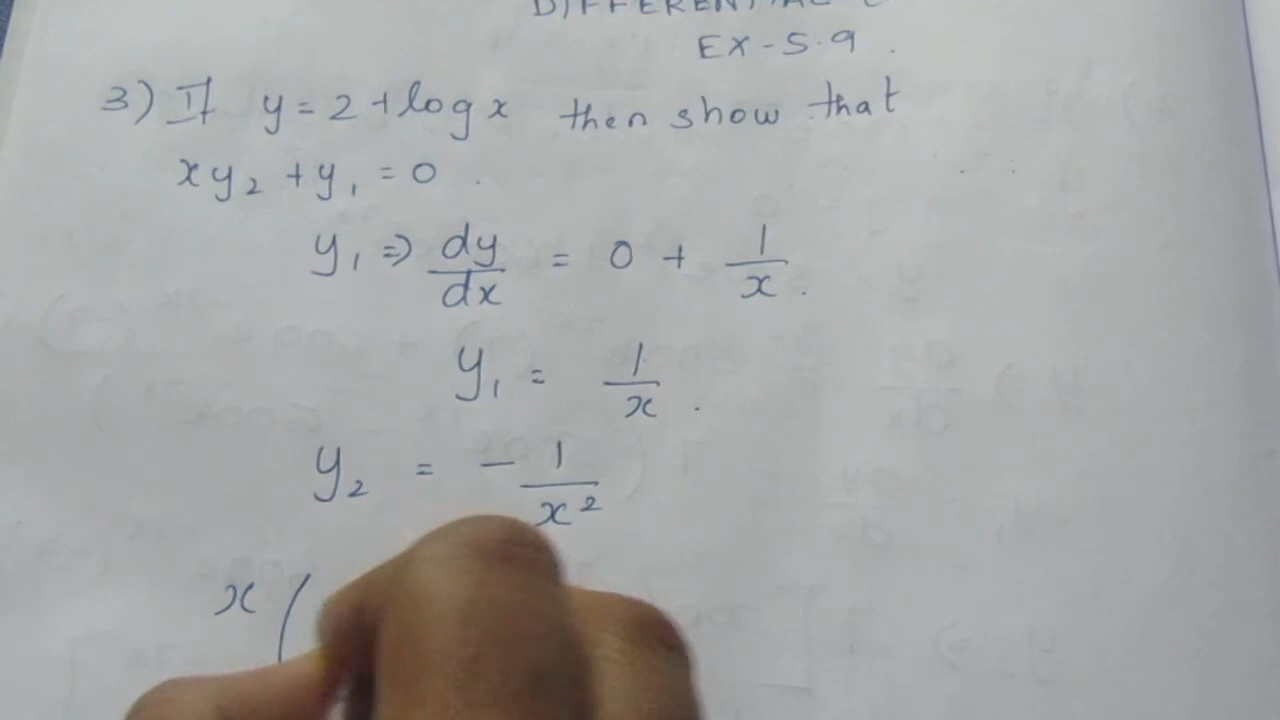 EX-5.9.
3) If y = 2 + log x then show that
xy₂ + y₁ = 0.
y₁ ⇒ dy/dx = 0 + 1/x.
y₁ = 1/x.
y₂ = - 1/x²
x (